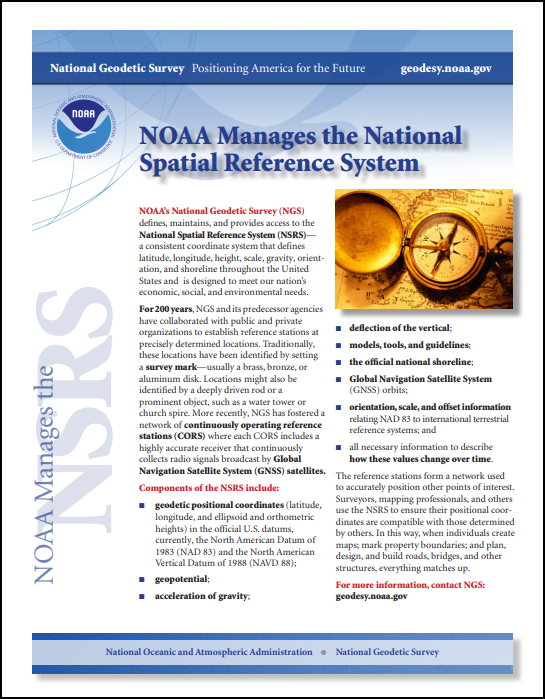 National Geodetic Survey Positioning America for the Future geodesy.noaa.gov
NATIONAL OCEANIC AND ATMOSPHERIC ADMINISTRATION
NOAA
U.S. DEPARTMENT OF COMMERCE
NOAA Manages the National
Spatial Reference System
NOAA Manages the
NSRS
NOAA's National Geodetic Survey (NGS)
defines, maintains, and provides access to the
National Spatial Reference System (NSRS)—
a consistent coordinate system that defines
latitude, longitude, height, scale, gravity, orient-
ation, and shoreline throughout the United
States and is designed to meet our nation's
economic, social, and environmental needs.
For 200 years, NGS and its predecessor agencies
have collaborated with public and private
organizations to establish reference stations at
precisely determined locations. Traditionally,
these locations have been identified by setting
a survey mark—usually a brass, bronze, or
aluminum disk. Locations might also be
identified by a deeply driven rod or a
prominent object, such as a water tower or
church spire. More recently, NGS has fostered a
network of continuously operating reference
stations (CORS) where each CORS includes a
highly accurate receiver that continuously
collects radio signals broadcast by Global
Navigation Satellite System (GNSS) satellites.
Components of the NSRS include:
■ geodetic positional coordinates (latitude,
longitude, and ellipsoid and orthometric
heights) in the official U.S. datums,
currently, the North American Datum of
1983 (NAD 83) and the North American
Vertical Datum of 1988 (NAVD 88);
■ geopotential;
■ acceleration of gravity;
■ deflection of the vertical;
■ models, tools, and guidelines;
■ the official national shoreline;
■ Global Navigation Satellite System
(GNSS) orbits;
■ orientation, scale, and offset information
relating NAD 83 to international terrestrial
reference systems; and
■ all necessary information to describe
how these values change over time.
The reference stations form a network used
to accurately position other points of interest.
Surveyors, mapping professionals, and others
use the NSRS to ensure their positional coor-
dinates are compatible with those determined
by others. In this way, when individuals create
maps; mark property boundaries; and plan,
design, and build roads, bridges, and other
structures, everything matches up.
For more information, contact NGS:
geodesy.noaa.gov
National Oceanic and Atmospheric Administration ● National Geodetic Survey